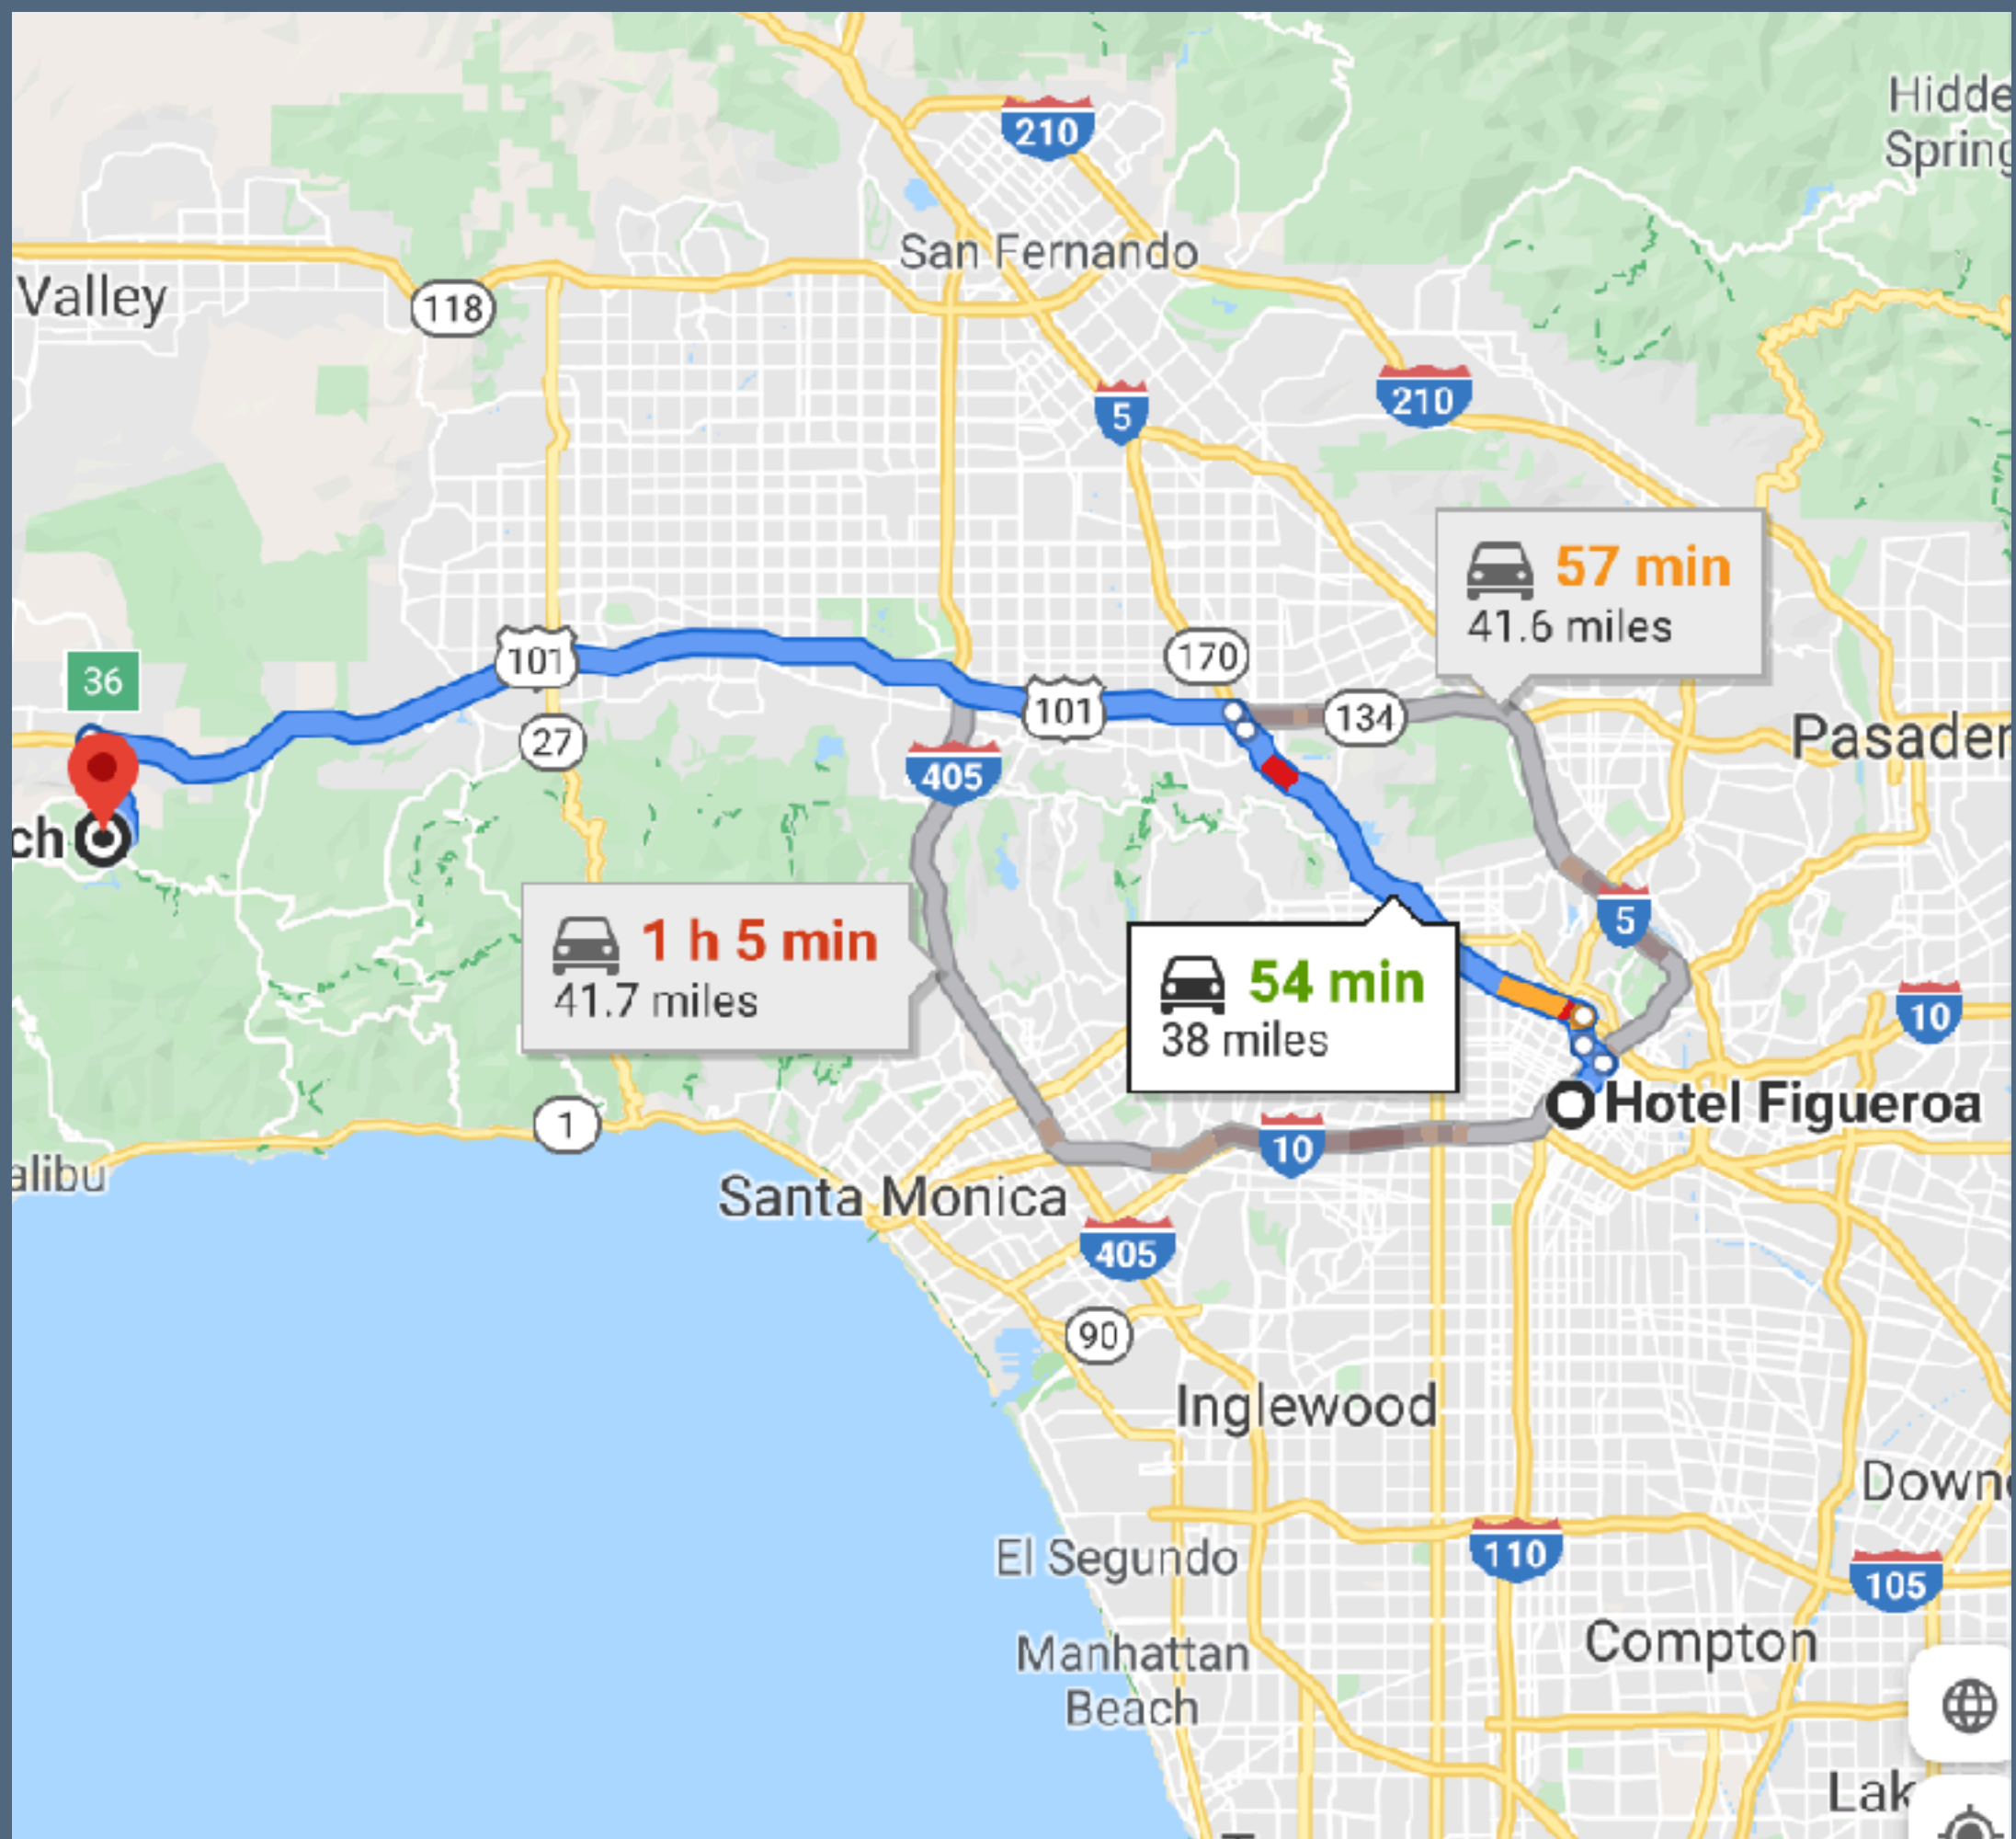 Hidde
Spring
210
San Fernando
Valley
118
5
210
57 min
41.6 miles
101
170
36
101
134
27
Pasader
405
ch
1 h 5 min
41.7 miles
5
54 min
38 miles
10
Hotel Figueroa
1
10
alibu
Santa Monica
405
90
Inglewood
Downe
110
El Segundo
105
Compton
Manhattan
Beach
Lak